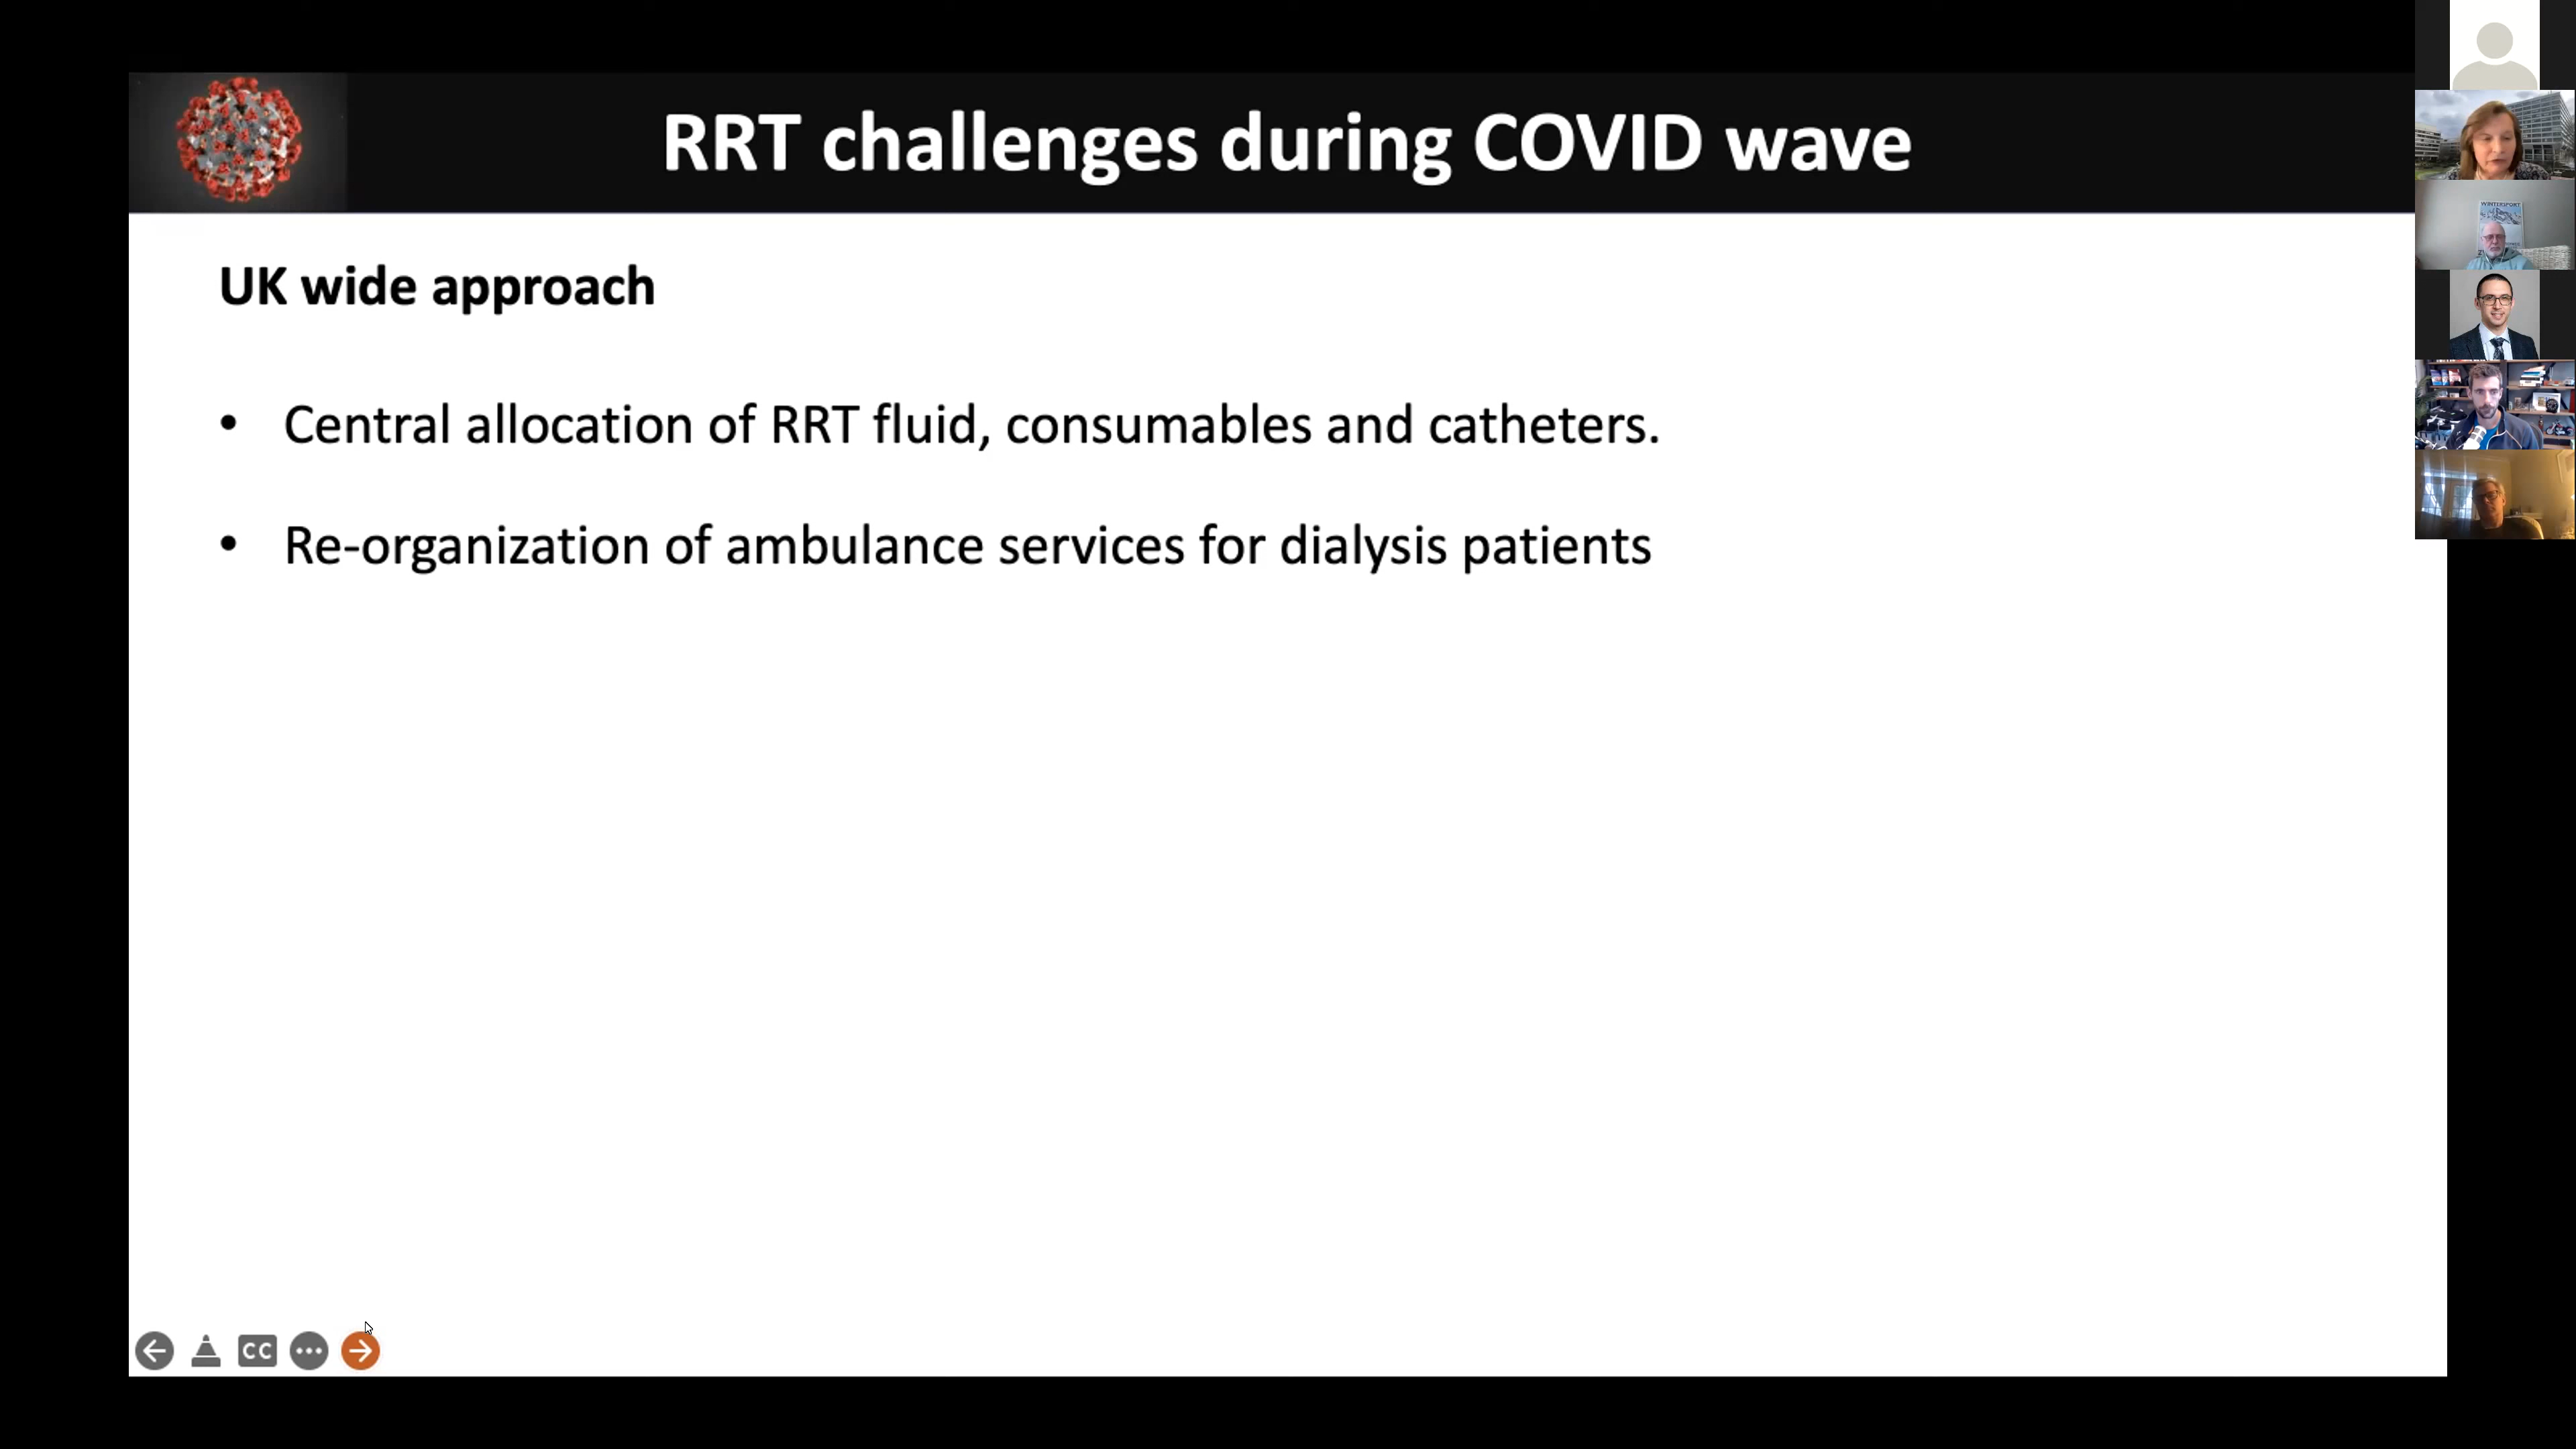 RRT challenges during COVID wave
UK wide approach
• Central allocation of RRT fluid, consumables and catheters.
• Re-organization of ambulance services for dialysis patients
CC
WINTERSPORT